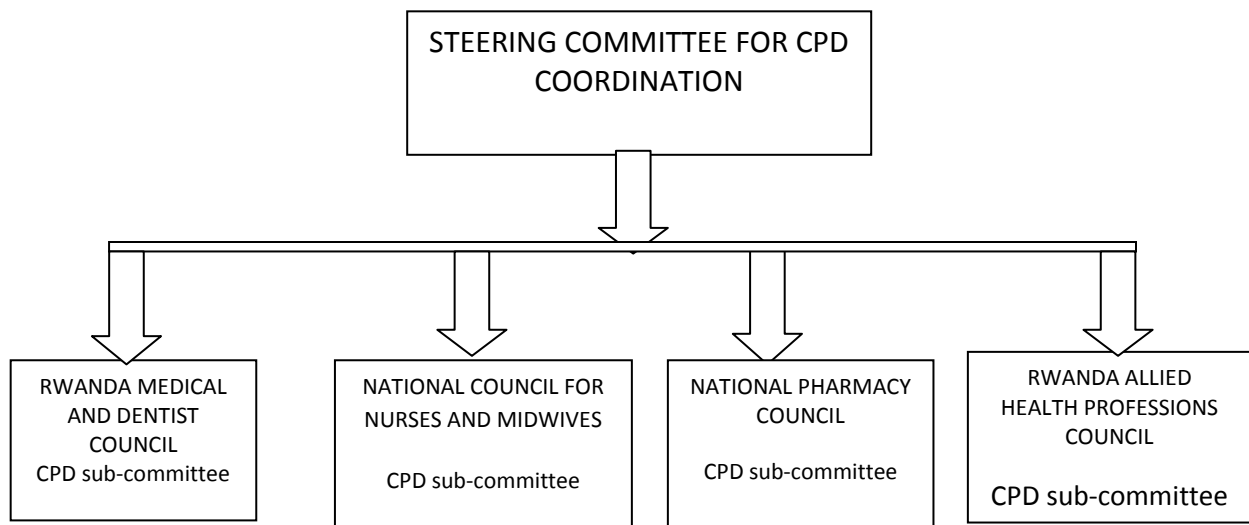 STEERING COMMITTEE FOR CPD
COORDINATION
RWANDA MEDICAL
AND DENTIST
COUNCIL
CPD sub-committee
NATIONAL COUNCIL FOR
NURSES AND MIDWIVES
CPD sub-committee
NATIONAL PHARMACY
COUNCIL
CPD sub-committee
RWANDA ALLIED
HEALTH PROFESSIONS
COUNCIL
CPD sub-committee